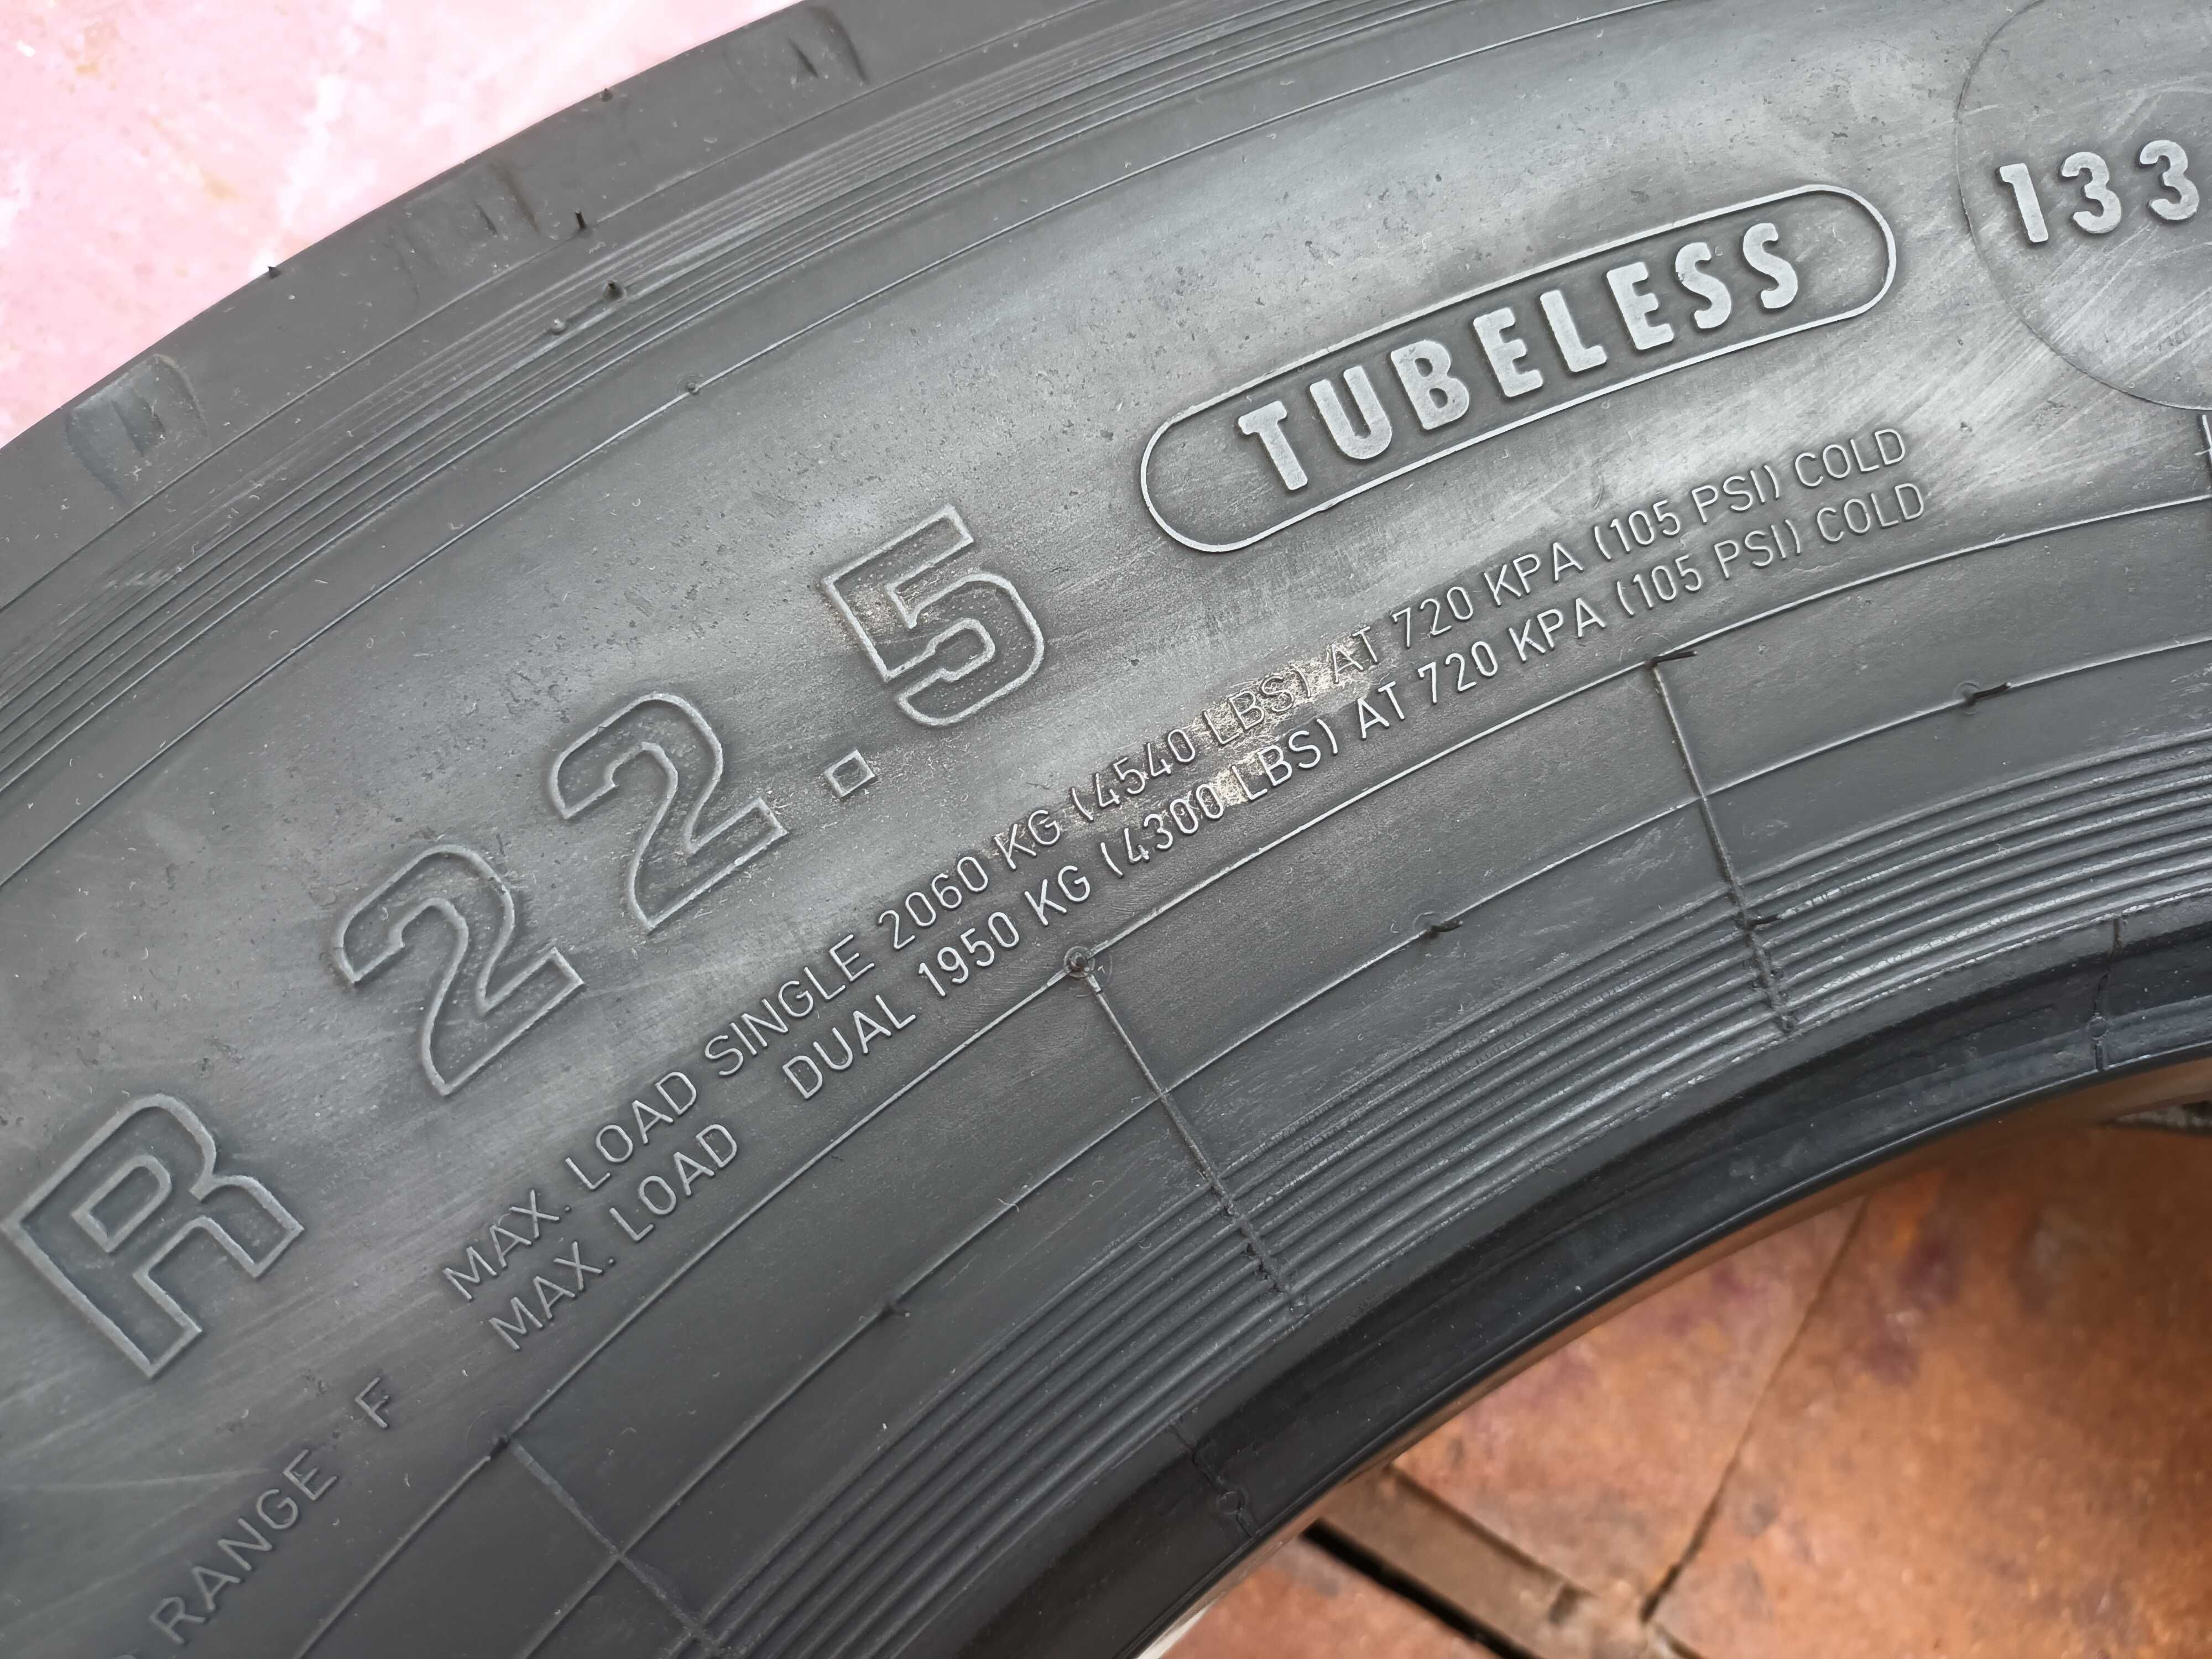 R 22.5
TUBELESS
133
MAX. LOAD SINGLE 2060 KG (4540 LBS) AT 720 KPA (105 PSI) COLD
MAX. LOAD DUAL 1950 KG (4300 LBS) AT 720 KPA (105 PSI) COLD
RANGE F